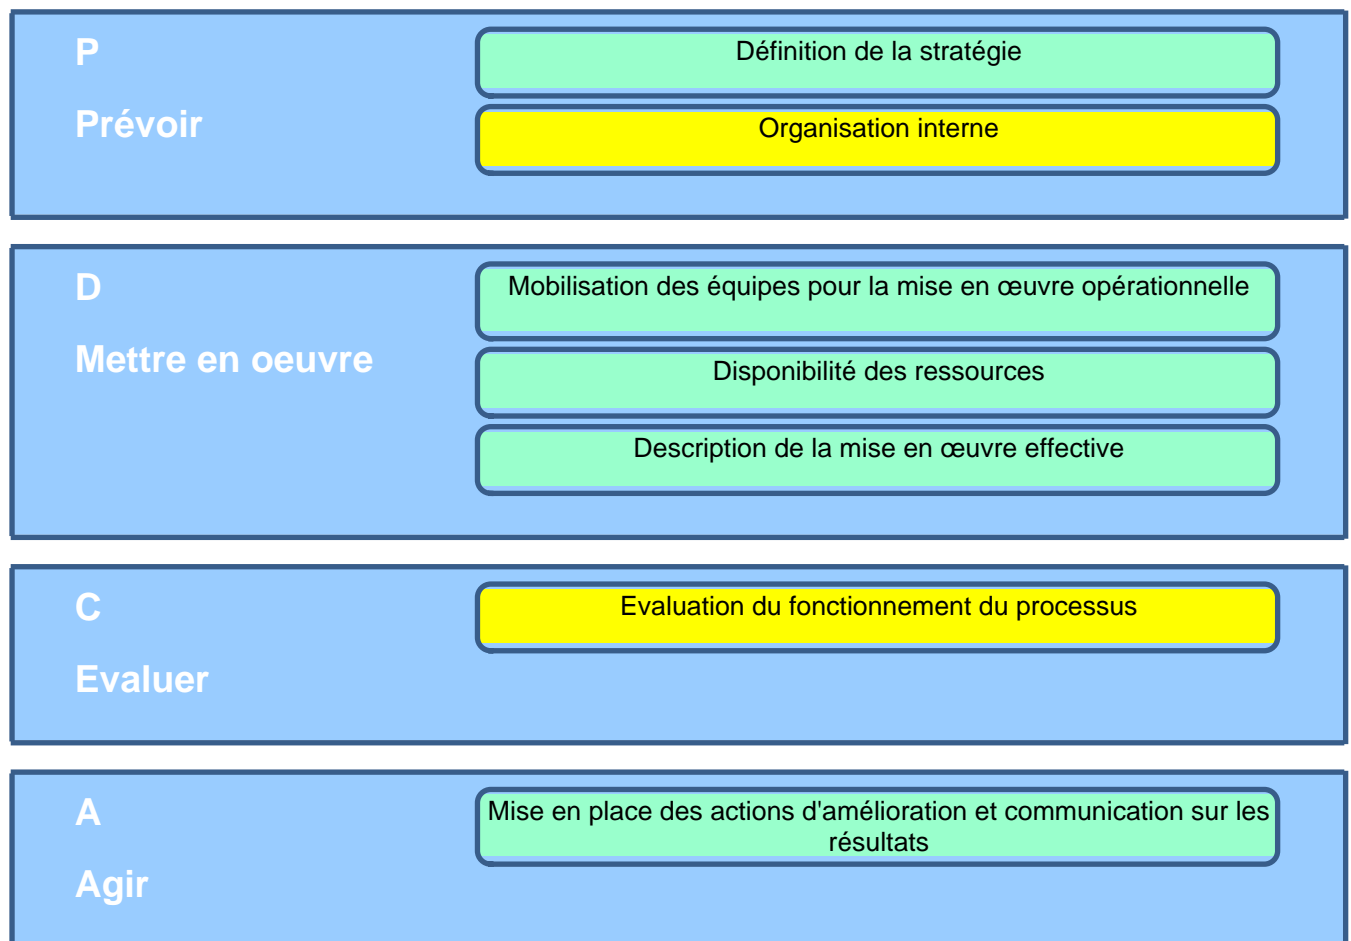 P
Prévoir
Définition de la stratégie
Organisation interne
D
Mettre en oeuvre
Mobilisation des équipes pour la mise en œuvre opérationnelle
Disponibilité des ressources
Description de la mise en œuvre effective
C
Evaluer
Evaluation du fonctionnement du processus
A
Agir
Mise en place des actions d'amélioration et communication sur les
résultats